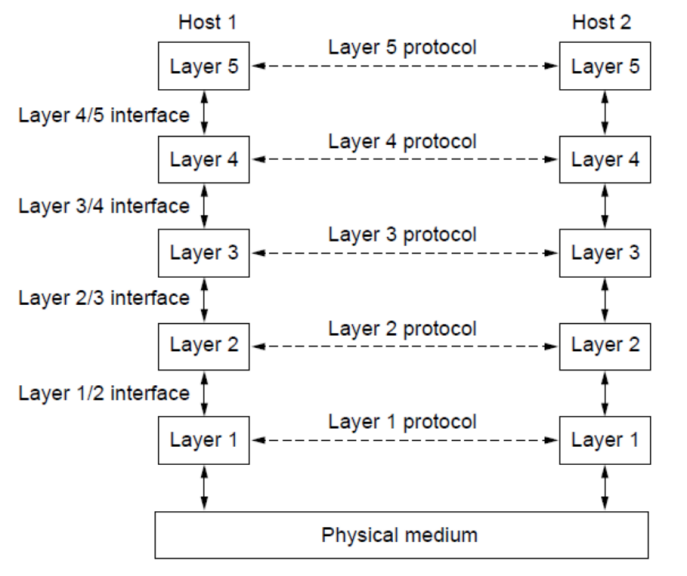 Host 1
Host 2
Layer 5 protocol
Layer 5
Layer 5
Layer 4/5 interface
Layer 4 protocol
Layer 4
Layer 4
Layer 3/4 interface
Layer 3 protocol
Layer 3
Layer 3
Layer 2/3 interface
Layer 2 protocol
Layer 2
Layer 2
Layer 1/2 interface
Layer 1 protocol
Layer 1
Layer 1
Physical medium